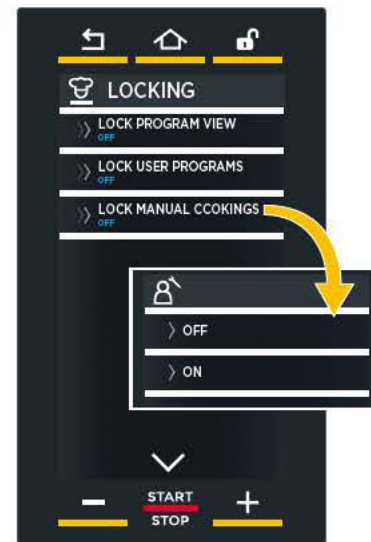 LOCKING
LOCK PROGRAM VIEW
OFF
LOCK USER PROGRAMS
OFF
LOCK MANUAL CCOKINGS
OFF
OFF
ON
START
STOP